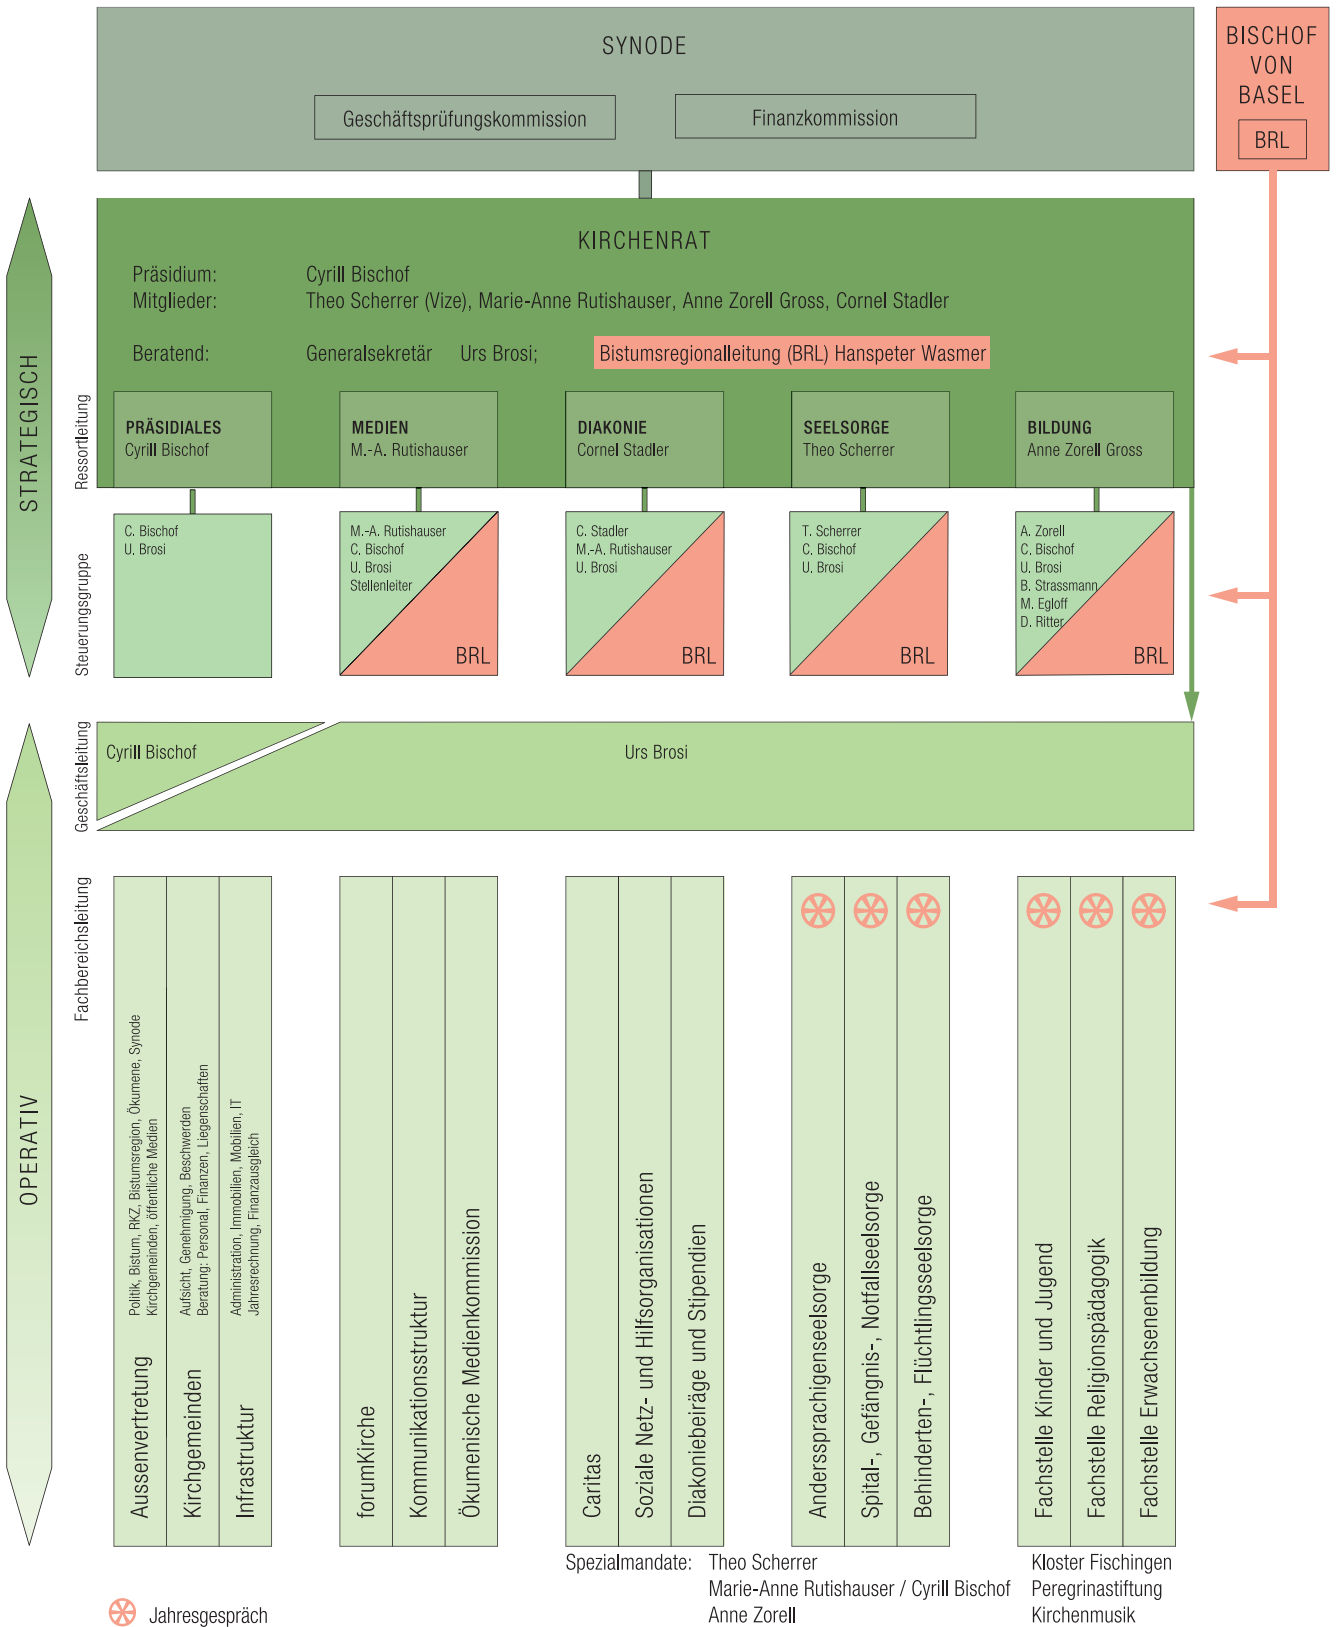 SYNODE
Geschäftsprüfungskommission
Finanzkommission
BISCHOF
VON
BASEL
BRL
STRATEGISCH
KIRCHENRAT
Präsidium: Cyrill Bischof
Mitglieder: Theo Scherrer (Vize), Marie-Anne Rutishauser, Anne Zorell Gross, Cornel Stadler
Beratend: Generalsekretär Urs Brosi; Bistumsregionalleitung (BRL) Hanspeter Wasmer
Ressortleitung
PRÄSIDIALES
Cyrill Bischof
MEDIEN
M.-A. Rutishauser
DIAKONIE
Cornel Stadler
SEELSORGE
Theo Scherrer
BILDUNG
Anne Zorell Gross
Steuerungsgruppe
C. Bischof
U. Brosi
M.-A. Rutishauser
C. Bischof
U. Brosi
Stellenleiter
BRL
C. Stadler
M.-A. Rutishauser
U. Brosi
BRL
T. Scherrer
C. Bischof
U. Brosi
BRL
A. Zorell
C. Bischof
U. Brosi
B. Strassmann
M. Egloff
D. Ritter
BRL
OPERATIV
Geschäftsleitung
Cyrill Bischof
Urs Brosi
Fachbereichsleitung
Aussenvertretung
Politik, Bistum, RKZ, Bistumsregion, Ökumene, Synode
Kirchgemeinden, öffentliche Medien
Kirchgemeinden
Aufsicht, Genehmigung, Beschwerden
Beratung: Personal, Finanzen, Liegenschaften
Infrastruktur
Administration, Immobilien, Mobilien, IT
Jahresrechnung, Finanzausgleich
forumKirche
Kommunikationsstruktur
Ökumenische Medienkommission
Caritas
Soziale Netz- und Hilfsorganisationen
Diakoniebeiräge und Stipendien
Anderssprachigenseelsorge
Spital-, Gefängnis-, Notfallseelsorge
Behinderten-, Flüchtlingsseelsorge
Fachstelle Kinder und Jugend
Fachstelle Religionspädagogik
Fachstelle Erwachsenenbildung
Spezialmandate: Theo Scherrer Kloster Fischingen
Marie-Anne Rutishauser / Cyrill Bischof Peregrinastiftung
Anne Zorell Kirchenmusik
Jahresgespräch